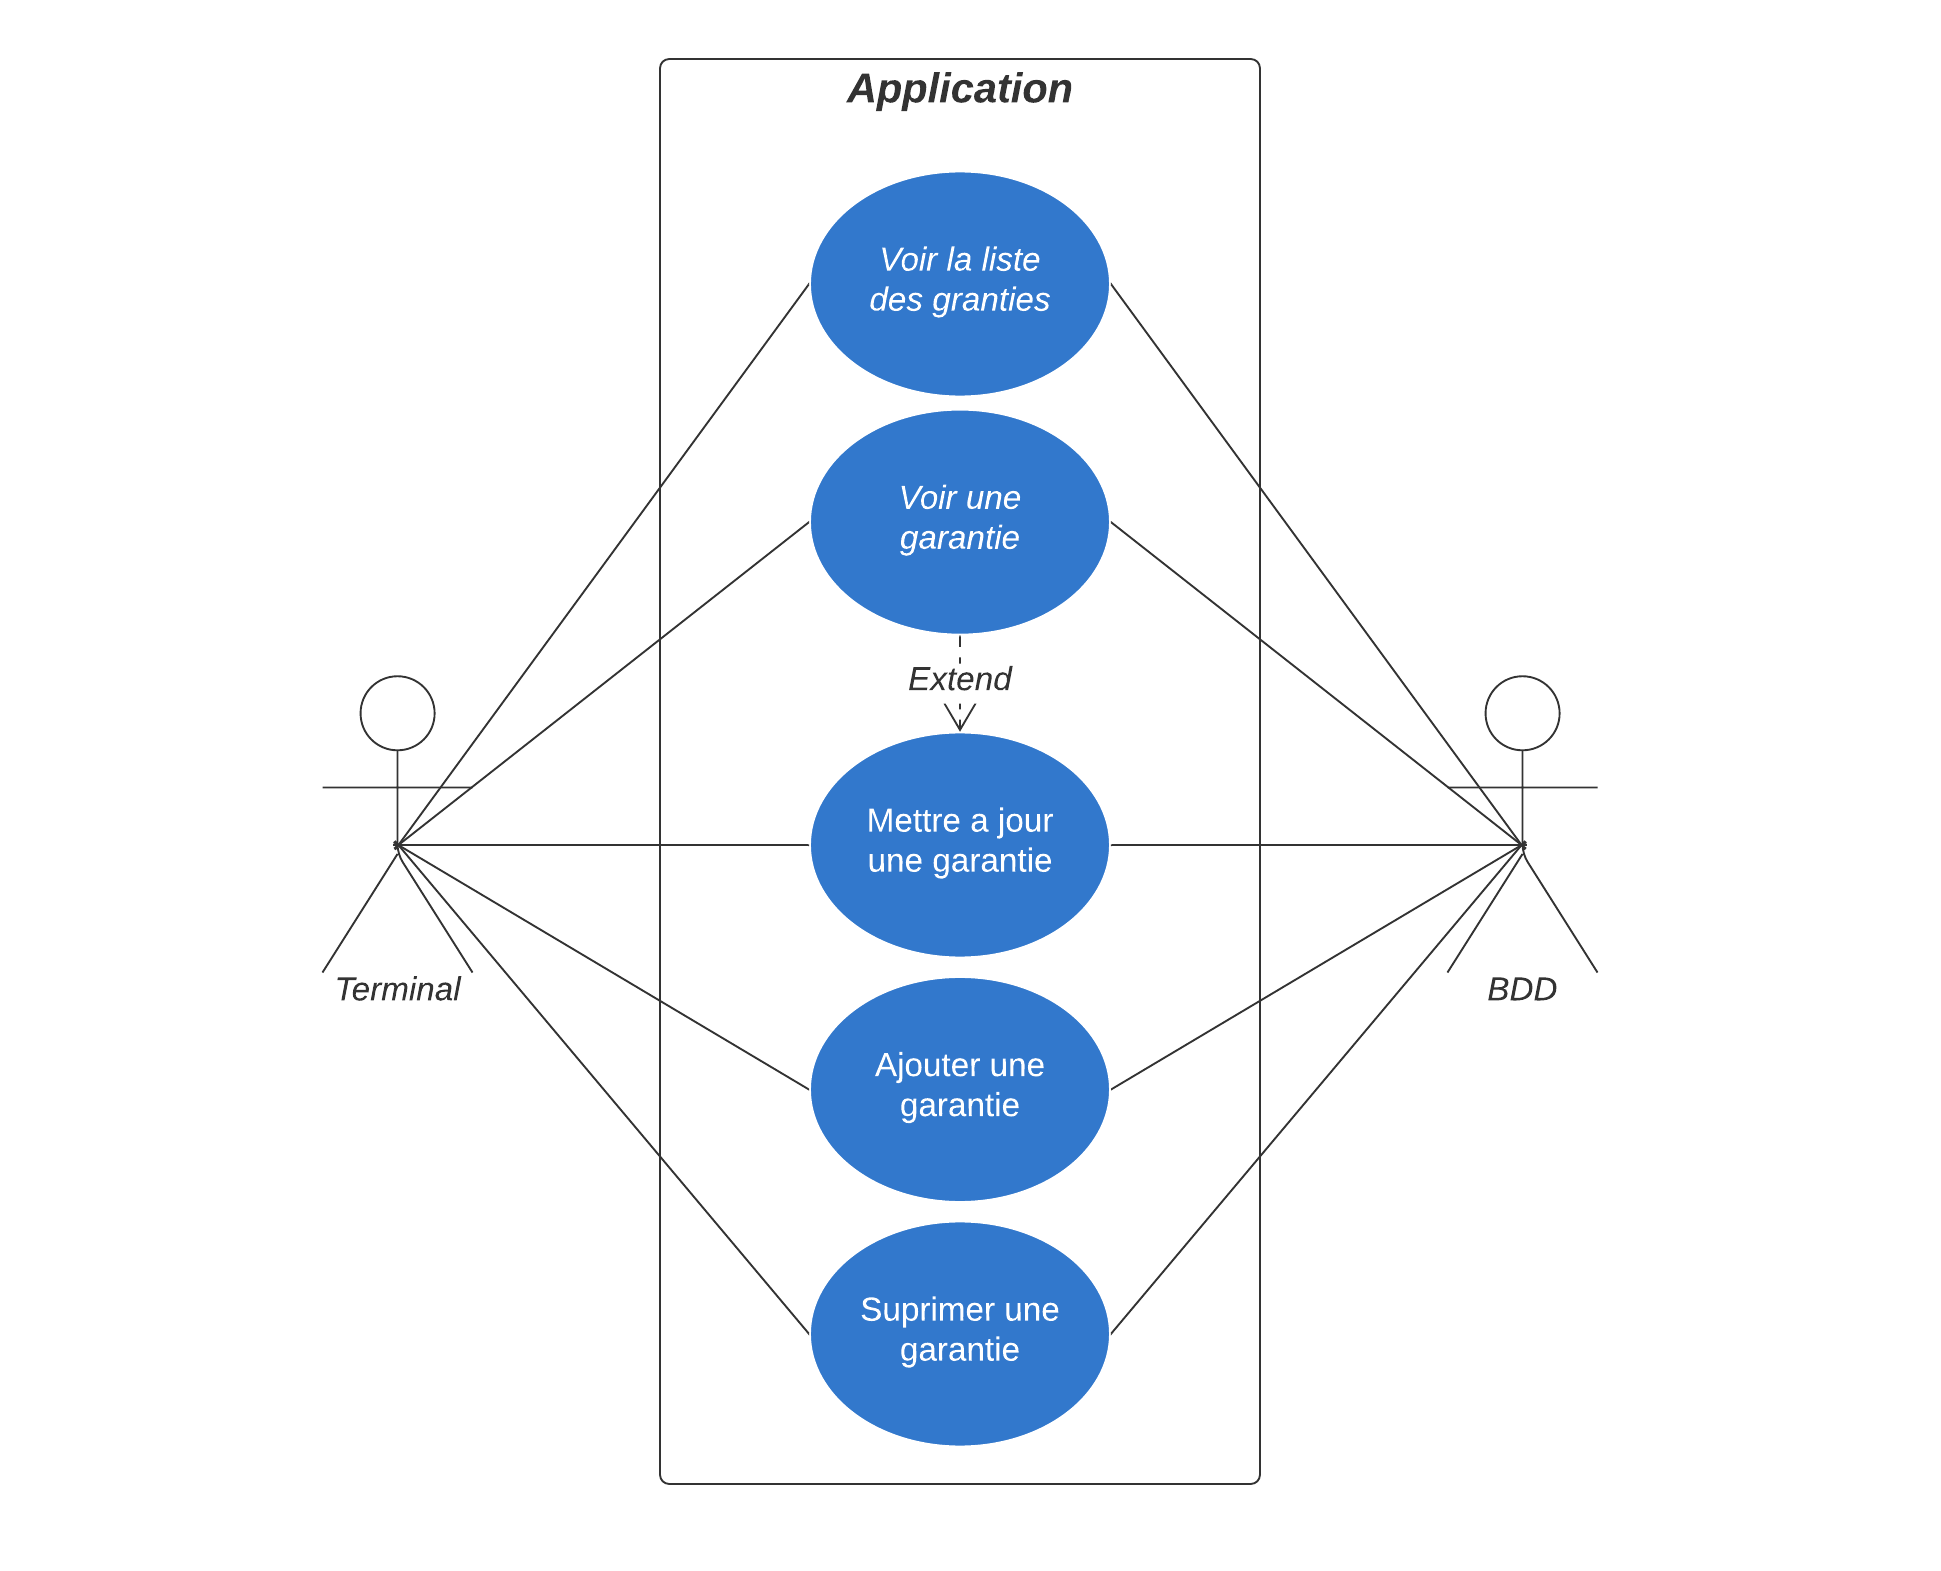 Application
Voir la liste
des granties
Voir une
garantie
Extend
Mettre a jour
une garantie
Terminal
BDD
Ajouter une
garantie
Suprimer une
garantie